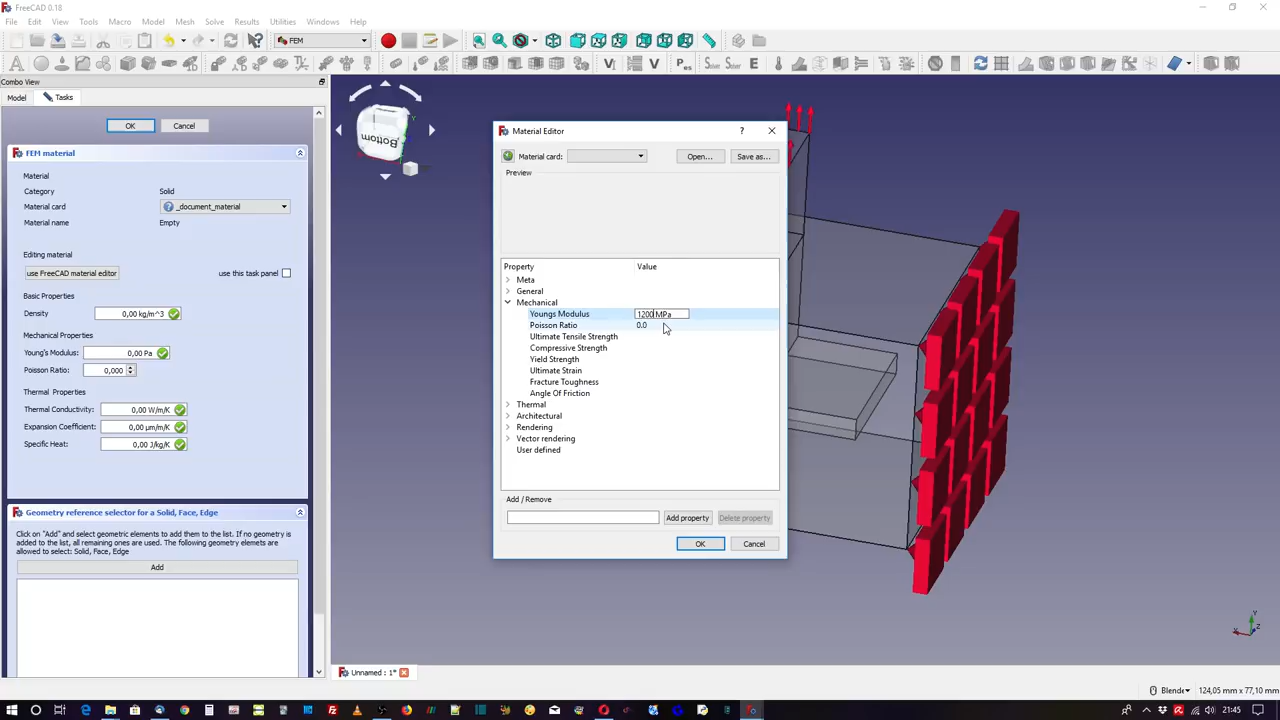 FreeCAD 0.18
File Edit View Tools Macro Model Mesh Solve Results Utilities Windows Help
FEM
Combo View
Model Tasks
OK Cancel
FEM material
Material
Category Solid
Material card _document_material
Material name Empty
Editing material
use FreeCAD material editor use this task panel
Basic Properties
Density 0,00 kg/m^3
Mechanical Properties
Young's Modulus: 0,00 Pa
Poisson Ratio: 0,000
Thermal Properties
Thermal Conductivity: 0,00 W/m/K
Expansion Coefficient: 0,00 µm/m/K
Specific Heat: 0,00 J/kg/K
Geometry reference selector for a Solid, Face, Edge
Click on "Add" and select geometric elements to add them to the list. If no geometry is
added to the list, all remaining ones are used. The following geometry elemets are
allowed to select: Solid, Face, Edge
Add
Material Editor ?
Material card: Open... Save as...
Preview
Property Value
Meta
General
Mechanical
Youngs Modulus 1200 MPa
Poisson Ratio 0.0
Ultimate Tensile Strength
Compressive Strength
Yield Strength
Ultimate Strain
Fracture Toughness
Angle Of Friction
Thermal
Architectural
Rendering
Vector rendering
User defined
Add / Remove
Add property Delete property
OK Cancel
Bottom
Unnamed : 1*
Blender 124,05 mm x 77,10 mm
21:45